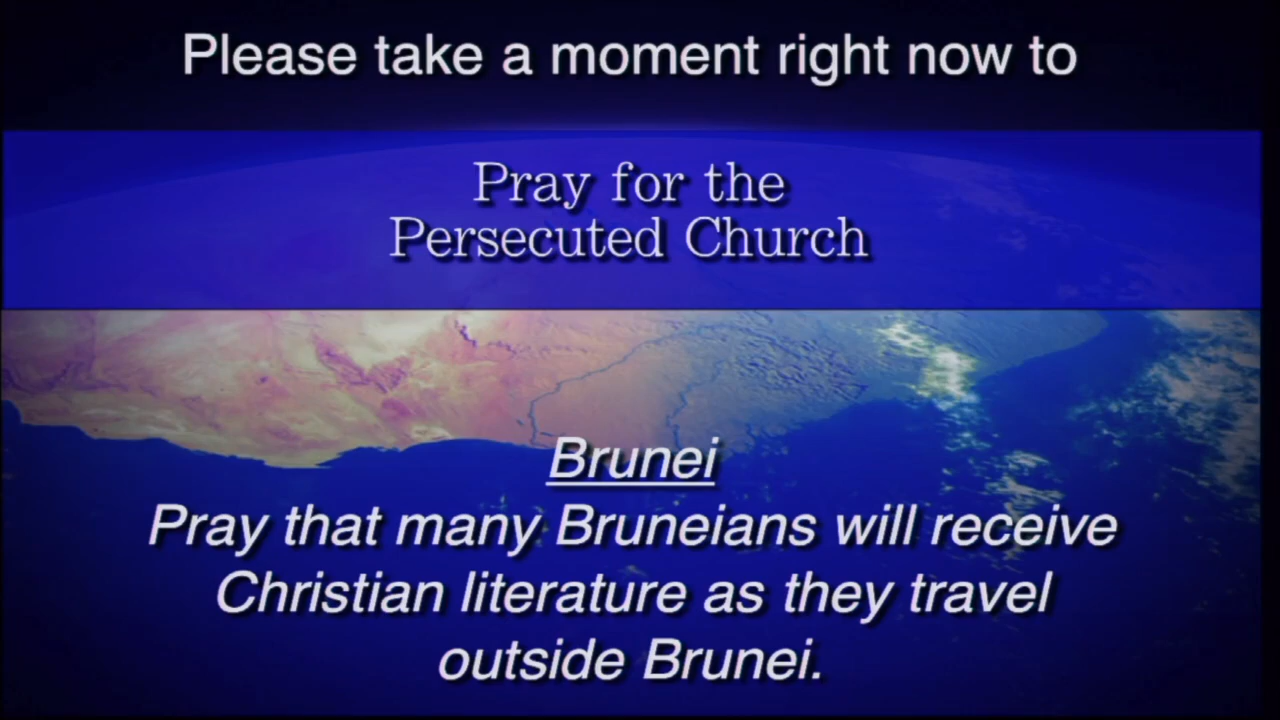 Please take a moment right now to
Pray for the
Persecuted Church
Brunei
Pray that many Bruneians will receive
Christian literature as they travel
outside Brunei.